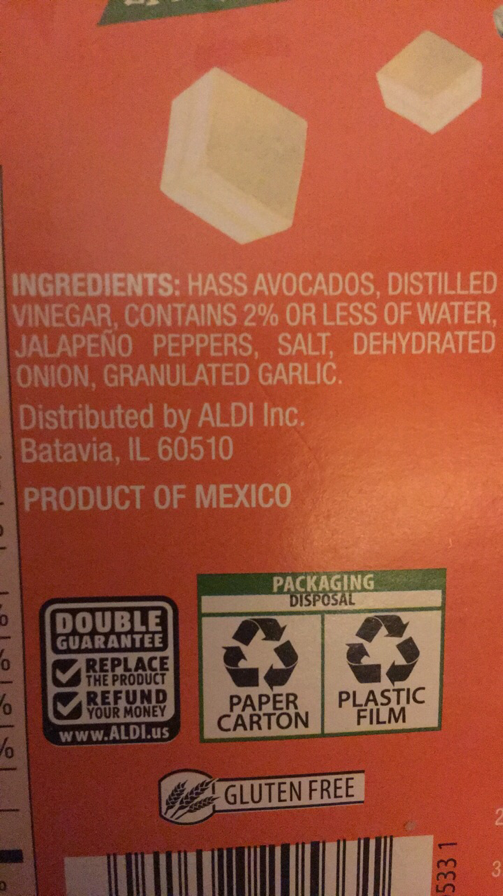 INGREDIENTS: HASS AVOCADOS, DISTILLED
VINEGAR, CONTAINS 2% OR LESS OF WATER,
JALAPEÑO PEPPERS, SALT, DEHYDRATED
ONION, GRANULATED GARLIC.
Distributed by ALDI Inc.
Batavia, IL 60510
PRODUCT OF MEXICO
DOUBLE
GUARANTEE
REPLACE
THE PRODUCT
REFUND
YOUR MONEY
www.ALDI.us
PACKAGING
DISPOSAL
PAPER
CARTON
PLASTIC
FILM
GLUTEN FREE
5331